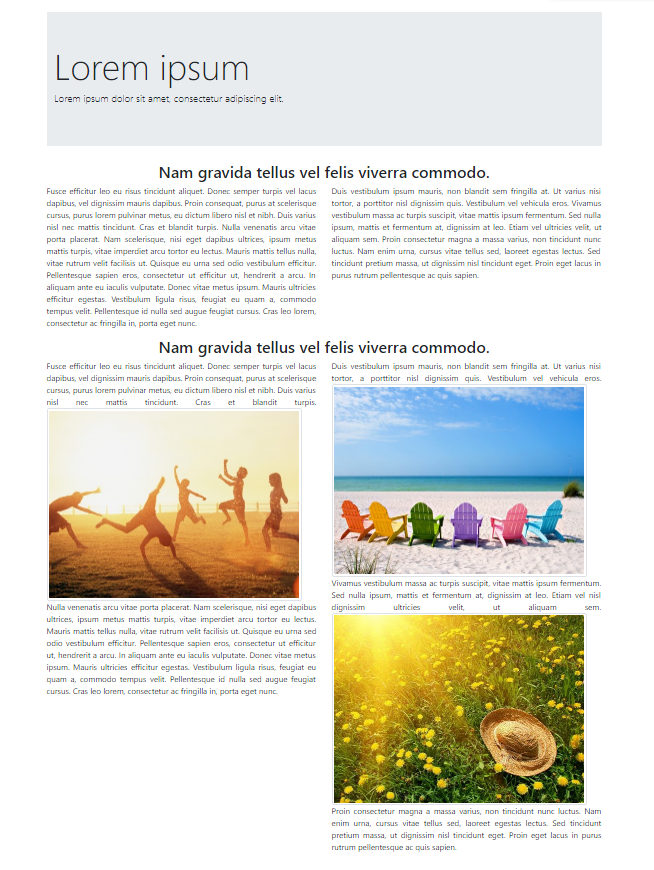 Lorem ipsum
Lorem ipsum dolor sit amet, consectetur adipiscing elit.
Nam gravida tellus vel felis viverra commodo.
Fusce efficitur leo eu risus tincidunt aliquet. Donec semper turpis vel lacus
dapibus, vel dignissim mauris dapibus. Proin consequat, purus at scelerisque
cursus, purus lorem pulvinar metus, eu dictum libero nisl et nibh. Duis varius
nisl nec mattis tincidunt. Cras et blandit turpis. Nulla venenatis arcu vitae
porta placerat. Nam scelerisque, nisi eget dapibus ultrices, ipsum metus
mattis turpis, vitae imperdiet arcu tortor eu lectus. Mauris mattis tellus nulla,
vitae rutrum velit facilisis ut. Quisque eu urna sed odio vestibulum efficitur.
Pellentesque sapien eros, consectetur ut efficitur ut, hendrerit a arcu. In
aliquam ante eu iaculis vulputate. Donec vitae metus ipsum. Mauris ultricies
efficitur egestas. Vestibulum ligula risus, feugiat eu quam a, commodo
tempus velit. Pellentesque id nulla sed augue feugiat cursus. Cras leo lorem,
consectetur ac fringilla in, porta eget nunc.
Duis vestibulum ipsum mauris, non blandit sem fringilla at. Ut varius nisi
tortor, a porttitor nisl dignissim quis. Vestibulum vel vehicula eros. Vivamus
vestibulum massa ac turpis suscipit, vitae mattis ipsum fermentum. Sed nulla
ipsum, mattis et fermentum at, dignissim at leo. Etiam vel ultricies velit, ut
aliquam sem. Proin consectetur magna a massa varius, non tincidunt nunc
luctus. Nam enim urna, cursus vitae tellus sed, laoreet egestas lectus. Sed
tincidunt pretium massa, ut dignissim nisl tincidunt eget. Proin eget lacus in
purus rutrum pellentesque ac quis sapien.
Nam gravida tellus vel felis viverra commodo.
Fusce efficitur leo eu risus tincidunt aliquet. Donec semper turpis vel lacus
dapibus, vel dignissim mauris dapibus. Proin consequat, purus at scelerisque
cursus, purus lorem pulvinar metus, eu dictum libero nisl et nibh. Duis varius
nisl nec mattis tincidunt. Cras et blandit turpis.
Nulla venenatis arcu vitae porta placerat. Nam scelerisque, nisi eget dapibus
ultrices, ipsum metus mattis turpis, vitae imperdiet arcu tortor eu lectus.
Mauris mattis tellus nulla, vitae rutrum velit facilisis ut. Quisque eu urna sed
odio vestibulum efficitur. Pellentesque sapien eros, consectetur ut efficitur
ut, hendrerit a arcu. In aliquam ante eu iaculis vulputate. Donec vitae metus
ipsum. Mauris ultricies efficitur egestas. Vestibulum ligula risus, feugiat eu
quam a, commodo tempus velit. Pellentesque id nulla sed augue feugiat
cursus. Cras leo lorem, consectetur ac fringilla in, porta eget nunc.
Duis vestibulum ipsum mauris, non blandit sem fringilla at. Ut varius nisi
tortor, a porttitor nisl dignissim quis. Vestibulum vel vehicula eros.
Vivamus vestibulum massa ac turpis suscipit, vitae mattis ipsum fermentum.
Sed nulla ipsum, mattis et fermentum at, dignissim at leo. Etiam vel nisl
dignissim ultricies velit, ut aliquam sem.
Proin consectetur magna a massa varius, non tincidunt nunc luctus. Nam
enim urna, cursus vitae tellus sed, laoreet egestas lectus. Sed tincidunt
pretium massa, ut dignissim nisl tincidunt eget. Proin eget lacus in purus
rutrum pellentesque ac quis sapien.